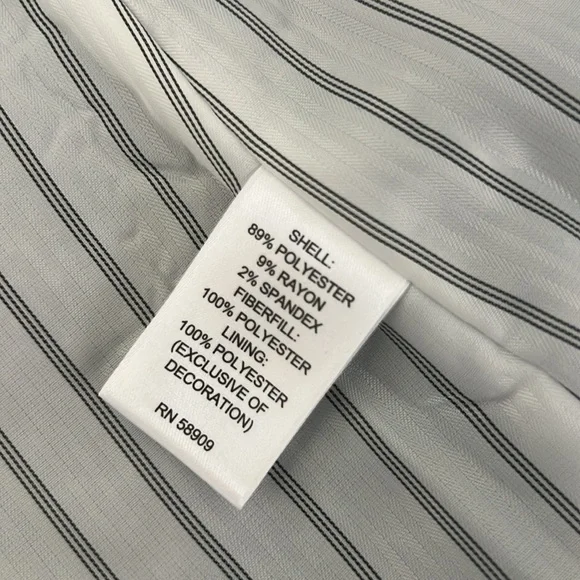 SHELL:
89% POLYESTER
9% RAYON
2% SPANDEX
FIBERFILL:
100% POLYESTER
LINING:
100% POLYESTER
(EXCLUSIVE OF
DECORATION)
RN 58909